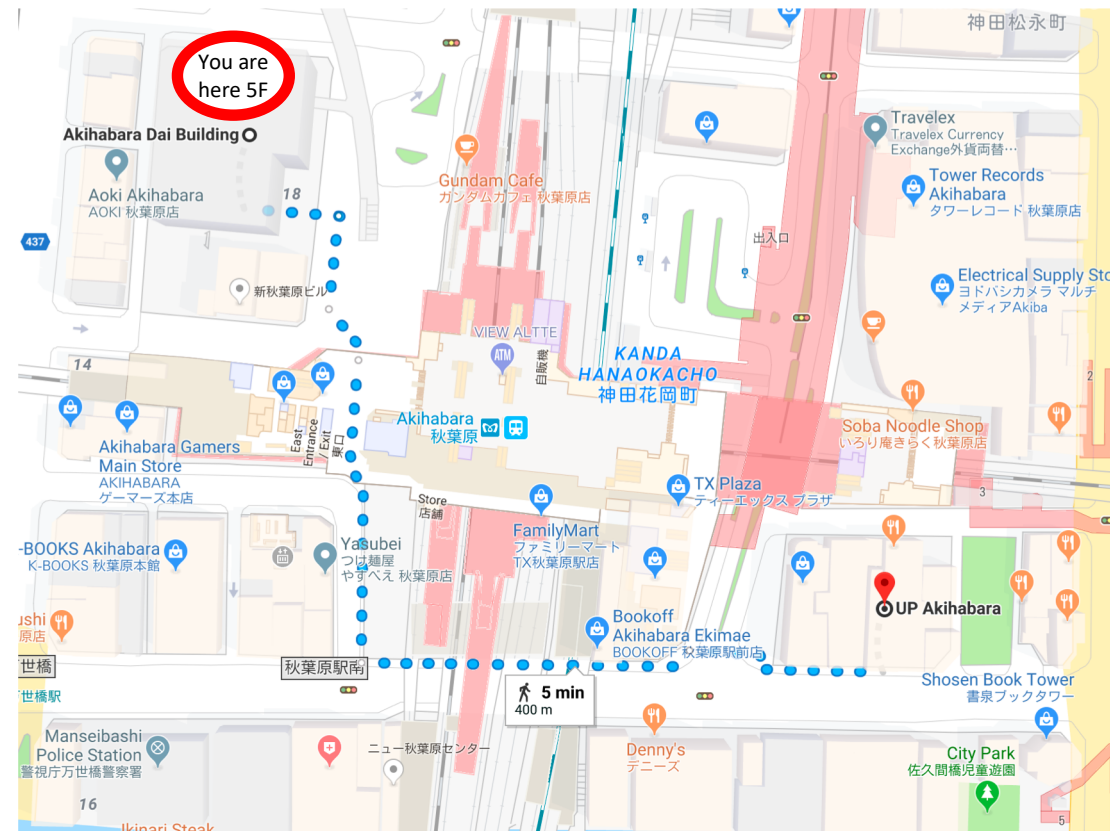 神田松永町
You are
here 5F
Akihabara Dai Building
Travelex
Travelex Currency
Exchange外貨両替…
Gundam Cafe
ガンダムカフェ 秋葉原店
Tower Records
Akihabara
タワーレコード 秋葉原店
Aoki Akihabara
AOKI 秋葉原店
18
437
出入口
新秋葉原ビル
Electrical Supply Sto
ヨドバシカメラ マルチ
メディアAkiba
VIEW ALTTE
ATM
自販機
KANDA
HANAOKACHO
神田花岡町
14
2
Akihabara
秋葉原
East
Entrance
/ Exit
東口
Soba Noodle Shop
いろり庵きらく秋葉原店
Akihabara Gamers
Main Store
AKIHABARA
ゲーマーズ本店
TX Plaza
ティーエックス プラザ
3
Store
店舗
FamilyMart
ファミリーマート
TX秋葉原駅店
-BOOKS Akihabara
K-BOOKS 秋葉原本館
Yasubei
つけ麺屋
やすべえ 秋葉原店
UP Akihabara
Bookoff
Akihabara Ekimae
BOOKOFF 秋葉原駅前店
ushi
原店
世橋
秋葉原駅南
世橋駅
5 min
400 m
Shosen Book Tower
書泉ブックタワー
Manseibashi
Police Station
警視庁万世橋警察署
ニュー秋葉原センター
Denny's
デニーズ
City Park
佐久間橋児童遊園
16
5
Ikinari Steak